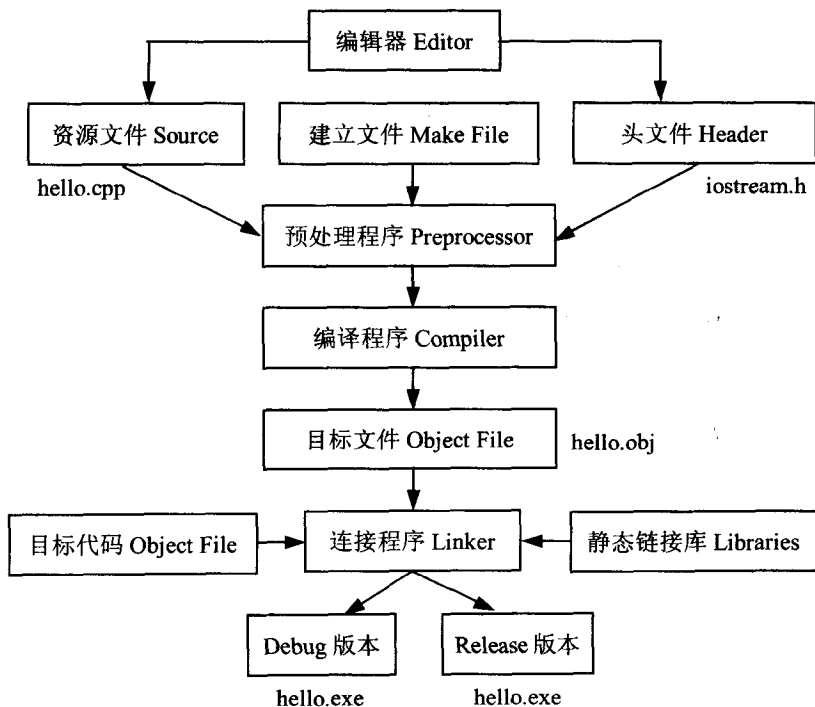 编辑器 Editor
资源文件 Source
建立文件 Make File
头文件 Header
hello.cpp
iostream.h
预处理程序 Preprocessor
编译程序 Compiler
目标文件 Object File
hello.obj
目标代码 Object File
连接程序 Linker
静态链接库 Libraries
Debug 版本
Release 版本
hello.exe
hello.exe